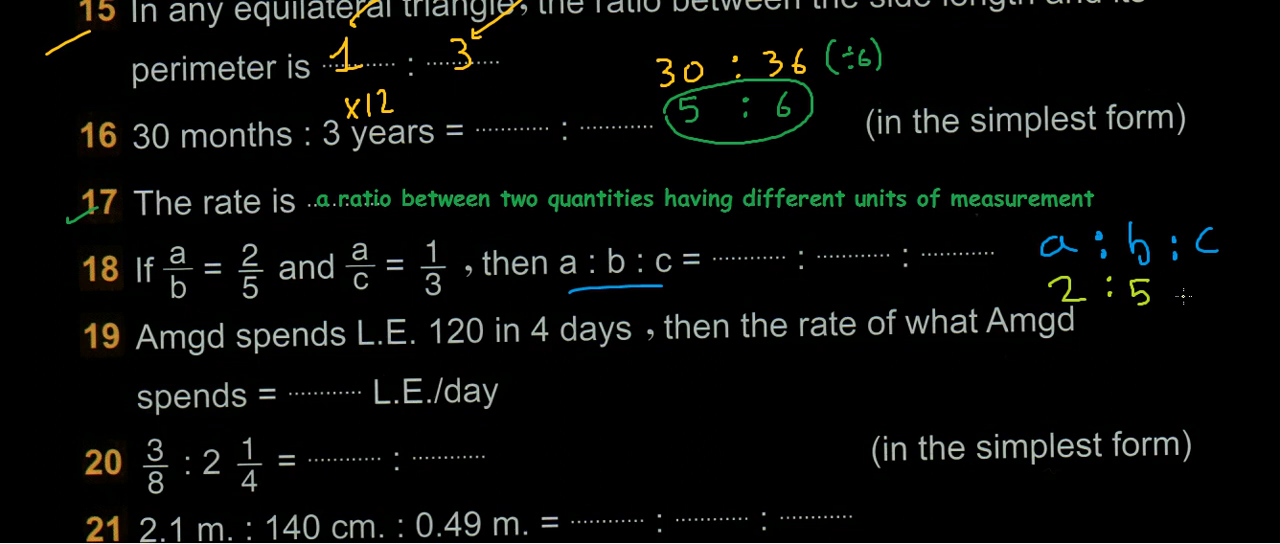 15 In any equilateral triangle, the ratio between the side length and its
perimeter is 1 : 3
30 : 36 (÷6)
×12
5 : 6
16 30 months : 3 years = ............ : ............ (in the simplest form)
17 The rate is a ratio between two quantities having different units of measurement
18 If a/b = 2/5 and a/c = 1/3 , then a : b : c = ............ : ............ : ............
a : b : c
2 : 5
19 Amgd spends L.E. 120 in 4 days , then the rate of what Amgd
spends = ............ L.E./day
20 3/8 : 2 1/4 = ............ : ............ (in the simplest form)
21 2.1 m. : 140 cm. : 0.49 m. = ............ : ............ : ............